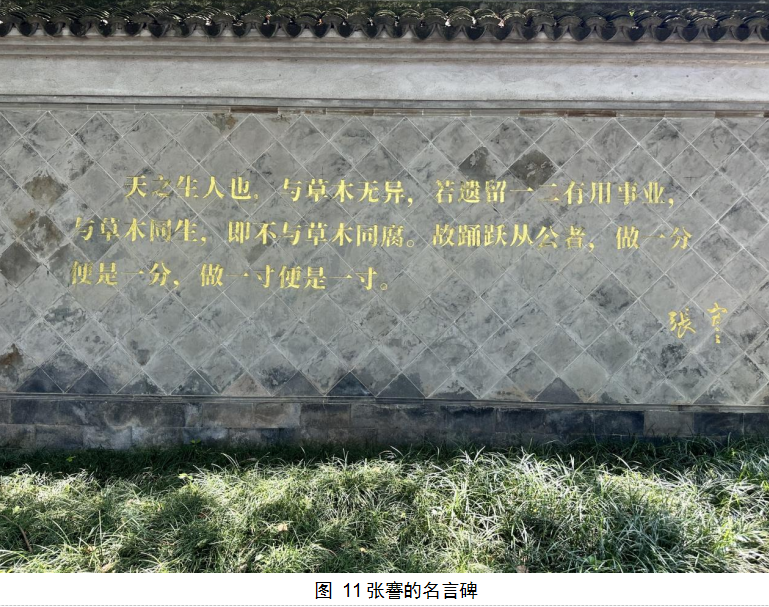 天之生人也，与草木无异，若遗留一二有用事业，
与草木同生，即不与草木同腐。故踊跃从公者，做一分
便是一分，做一寸便是一寸。
張謇
图 11 张謇的名言碑